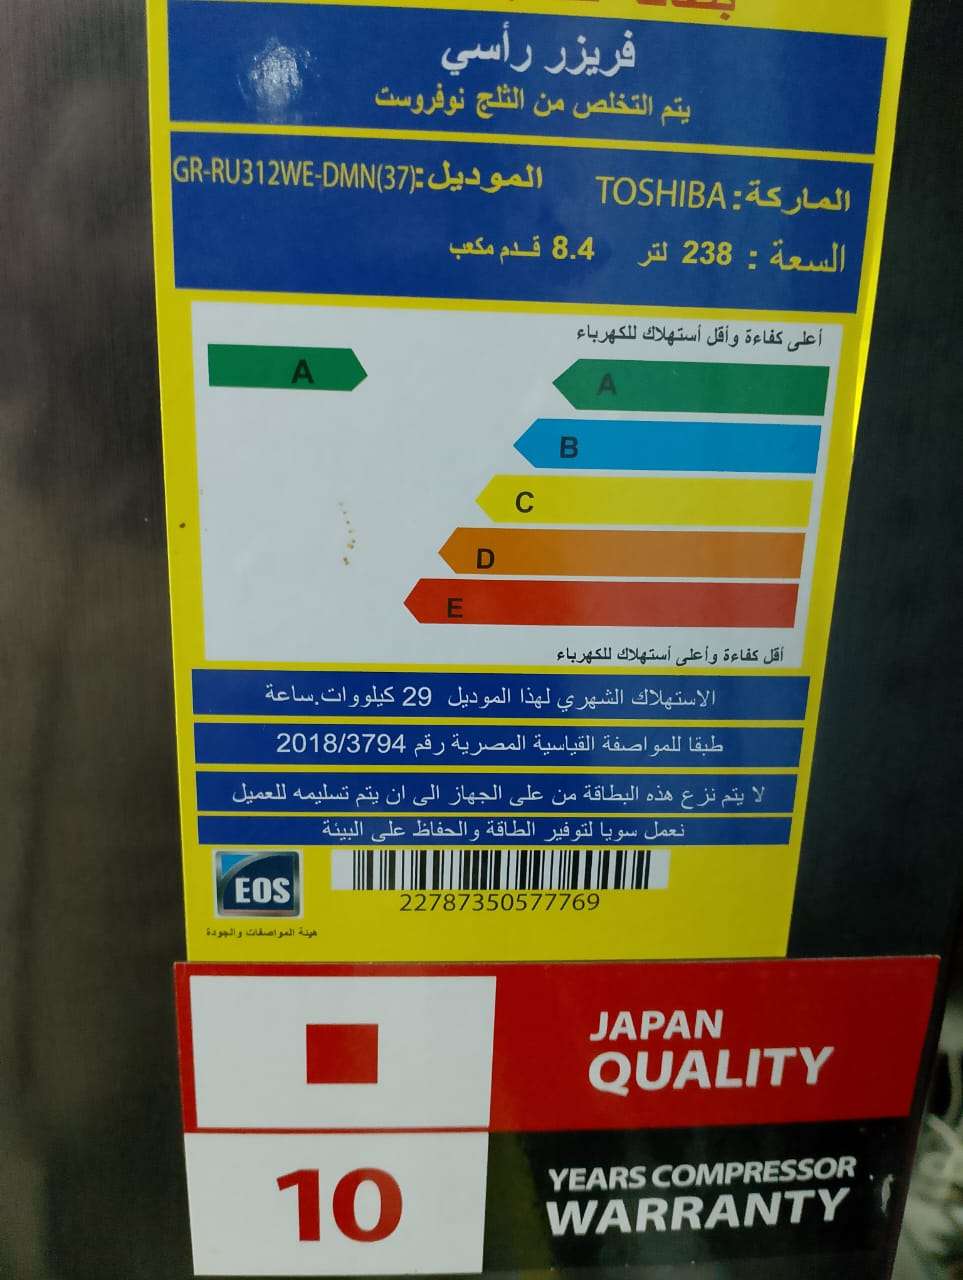 فريزر رأسي
يتم التخلص من الثلج نوفروست
الماركة: TOSHIBA الموديل: GR-RU312WE-DMN(37)
السعة : 238 لتر 8.4 قدم مكعب
أعلى كفاءة وأقل أستهلاك للكهرباء
A A
B
C
D
E
أقل كفاءة وأعلى أستهلاك للكهرباء
الاستهلاك الشهري لهذا الموديل 29 كيلووات.ساعة
طبقا للمواصفة القياسية المصرية رقم 2018/3794
لا يتم نزع هذه البطاقة من على الجهاز الى ان يتم تسليمه للعميل
نعمل سويا لتوفير الطاقة والحفاظ على البيئة
EOS
22787350577769
هيئة المواصفات والجودة
JAPAN
QUALITY
10
YEARS COMPRESSOR
WARRANTY